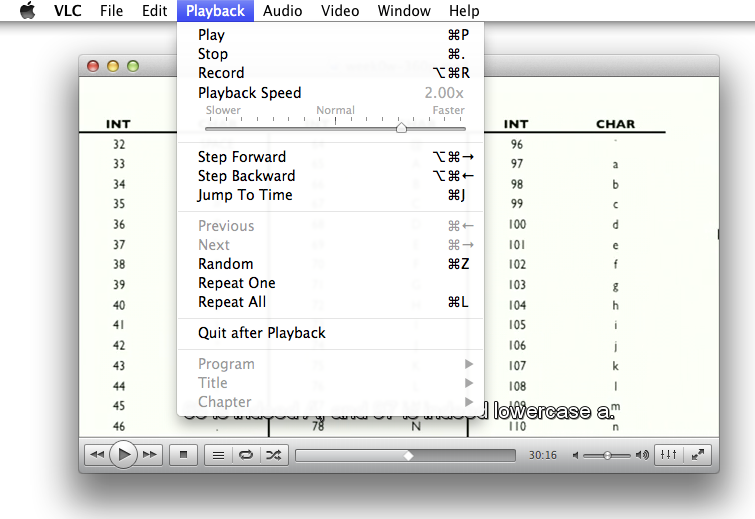 VLC File Edit Playback Audio Video Window Help
Play ⌘P
Stop ⌘.
Record ⌥⌘R
Playback Speed 2.00x
Slower Normal Faster
Step Forward ⌥⌘→
Step Backward ⌥⌘←
Jump To Time ⌘J
Previous ⌘←
Next ⌘→
Random ⌘Z
Repeat One
Repeat All ⌘L
Quit after Playback
Program
Title
Chapter
INT INT CHAR
32 96 `
33 97 a
34 98 b
35 99 c
36 100 d
37 101 e
38 102 f
39 103 g
40 104 h
41 105 i
42 106 j
43 107 k
44 108 l
45 109 m
46 . 78 N 110 n
indeed lowercase a.
30:16